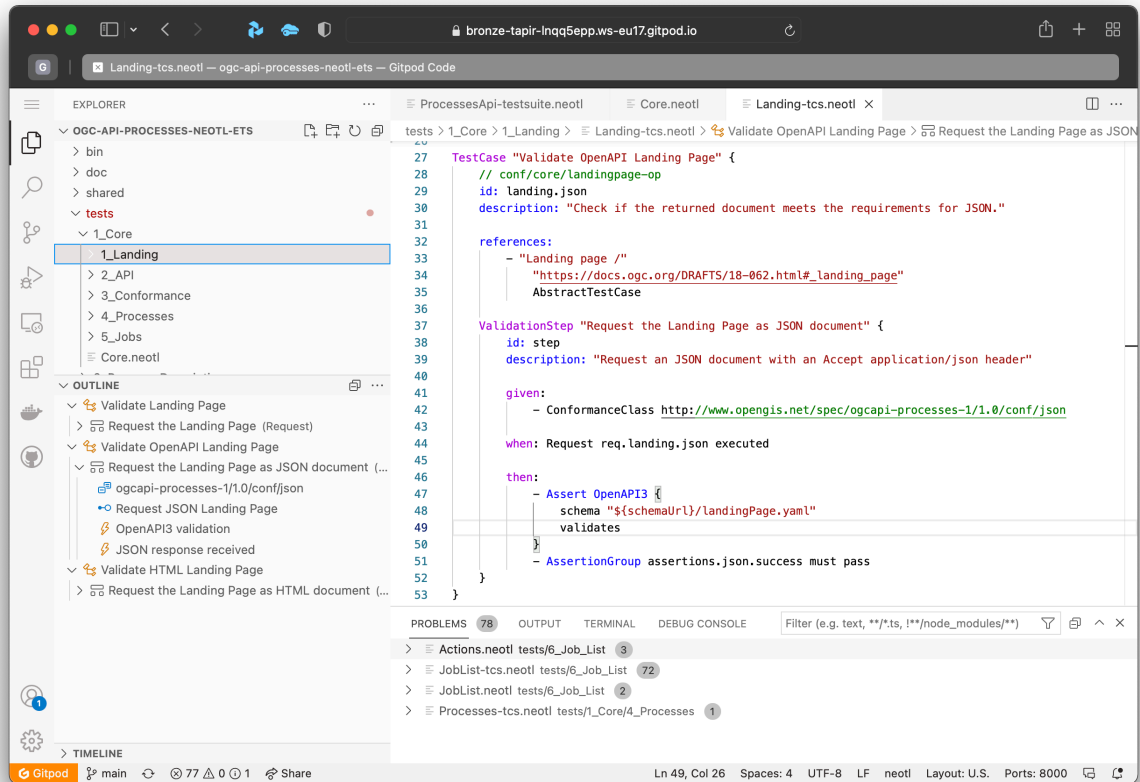 bronze-tapir-lnqq5epp.ws-eu17.gitpod.io
G
Landing-tcs.neotl — ogc-api-processes-neotl-ets — Gitpod Code
EXPLORER
OGC-API-PROCESSES-NEOTL-ETS
bin
doc
shared
tests
1_Core
1_Landing
2_API
3_Conformance
4_Processes
5_Jobs
Core.neotl
OUTLINE
Validate Landing Page
Request the Landing Page (Request)
Validate OpenAPI Landing Page
Request the Landing Page as JSON document (...
ogcapi-processes-1/1.0/conf/json
Request JSON Landing Page
OpenAPI3 validation
JSON response received
Validate HTML Landing Page
Request the Landing Page as HTML document (...
TIMELINE
ProcessesApi-testsuite.neotl Core.neotl Landing-tcs.neotl
tests > 1_Core > 1_Landing > Landing-tcs.neotl > Validate OpenAPI Landing Page > Request the Landing Page as JSON
26
27 TestCase "Validate OpenAPI Landing Page" {
28 // conf/core/landingpage-op
29 id: landing.json
30 description: "Check if the returned document meets the requirements for JSON."
31
32 references:
33 - "Landing page /"
34 "https://docs.ogc.org/DRAFTS/18-062.html#_landing_page"
35 AbstractTestCase
36
37 ValidationStep "Request the Landing Page as JSON document" {
38 id: step
39 description: "Request an JSON document with an Accept application/json header"
40
41 given:
42 - ConformanceClass http://www.opengis.net/spec/ogcapi-processes-1/1.0/conf/json
43
44 when: Request req.landing.json executed
45
46 then:
47 - Assert OpenAPI3 {
48 schema "${schemaUrl}/landingPage.yaml"
49 validates
50 }
51 - AssertionGroup assertions.json.success must pass
52 }
53 }
PROBLEMS 78 OUTPUT TERMINAL DEBUG CONSOLE Filter (e.g. text, **/*.ts, !**/node_modules/**)
Actions.neotl tests/6_Job_List 3
JobList-tcs.neotl tests/6_Job_List 72
JobList.neotl tests/6_Job_List 2
Processes-tcs.neotl tests/1_Core/4_Processes 1
1
Gitpod main 77 0 1 Share Ln 49, Col 26 Spaces: 4 UTF-8 LF neotl Layout: U.S. Ports: 8000